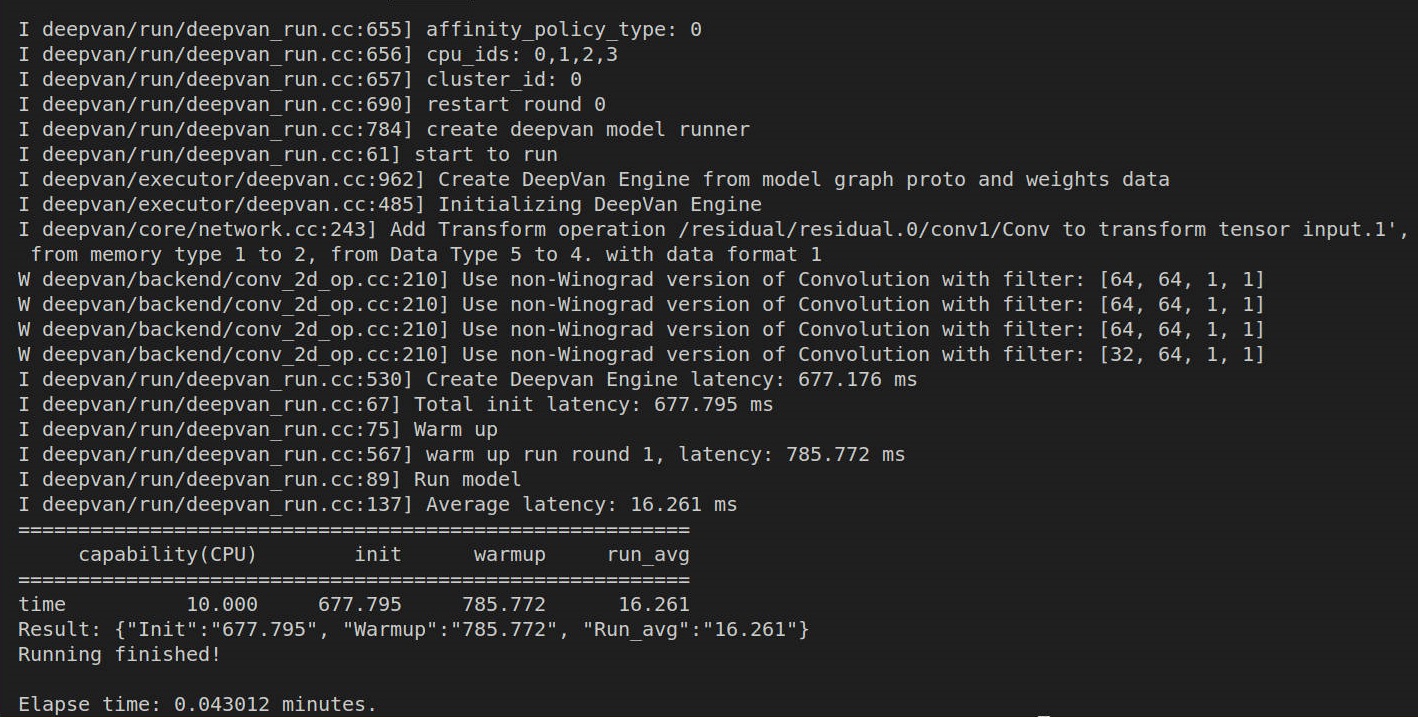 I deepvan/run/deepvan_run.cc:655] affinity_policy_type: 0
I deepvan/run/deepvan_run.cc:656] cpu_ids: 0,1,2,3
I deepvan/run/deepvan_run.cc:657] cluster_id: 0
I deepvan/run/deepvan_run.cc:690] restart round 0
I deepvan/run/deepvan_run.cc:784] create deepvan model runner
I deepvan/run/deepvan_run.cc:61] start to run
I deepvan/executor/deepvan.cc:962] Create DeepVan Engine from model graph proto and weights data
I deepvan/executor/deepvan.cc:485] Initializing DeepVan Engine
I deepvan/core/network.cc:243] Add Transform operation /residual/residual.0/conv1/Conv to transform tensor input.1',
 from memory type 1 to 2, from Data Type 5 to 4. with data format 1
W deepvan/backend/conv_2d_op.cc:210] Use non-Winograd version of Convolution with filter: [64, 64, 1, 1]
W deepvan/backend/conv_2d_op.cc:210] Use non-Winograd version of Convolution with filter: [64, 64, 1, 1]
W deepvan/backend/conv_2d_op.cc:210] Use non-Winograd version of Convolution with filter: [64, 64, 1, 1]
W deepvan/backend/conv_2d_op.cc:210] Use non-Winograd version of Convolution with filter: [32, 64, 1, 1]
I deepvan/run/deepvan_run.cc:530] Create Deepvan Engine latency: 677.176 ms
I deepvan/run/deepvan_run.cc:67] Total init latency: 677.795 ms
I deepvan/run/deepvan_run.cc:75] Warm up
I deepvan/run/deepvan_run.cc:567] warm up run round 1, latency: 785.772 ms
I deepvan/run/deepvan_run.cc:89] Run model
I deepvan/run/deepvan_run.cc:137] Average latency: 16.261 ms
========================================================
     capability(CPU)        init      warmup     run_avg
========================================================
time          10.000     677.795     785.772      16.261
Result: {"Init":"677.795", "Warmup":"785.772", "Run_avg":"16.261"}
Running finished!

Elapse time: 0.043012 minutes.